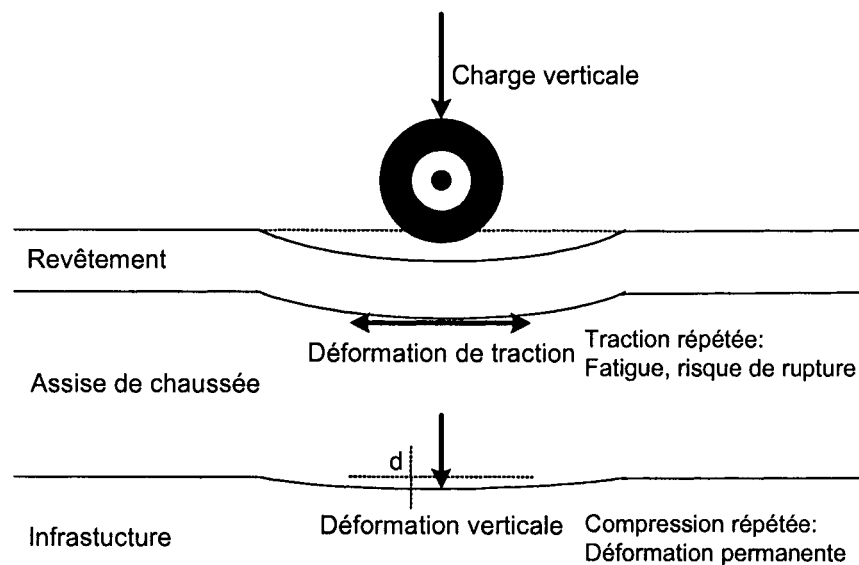 Charge verticale
Revêtement
Déformation de traction
Traction répétée:
Fatigue, risque de rupture
Assise de chaussée
d
Déformation verticale
Infrastucture
Compression répétée:
Déformation permanente